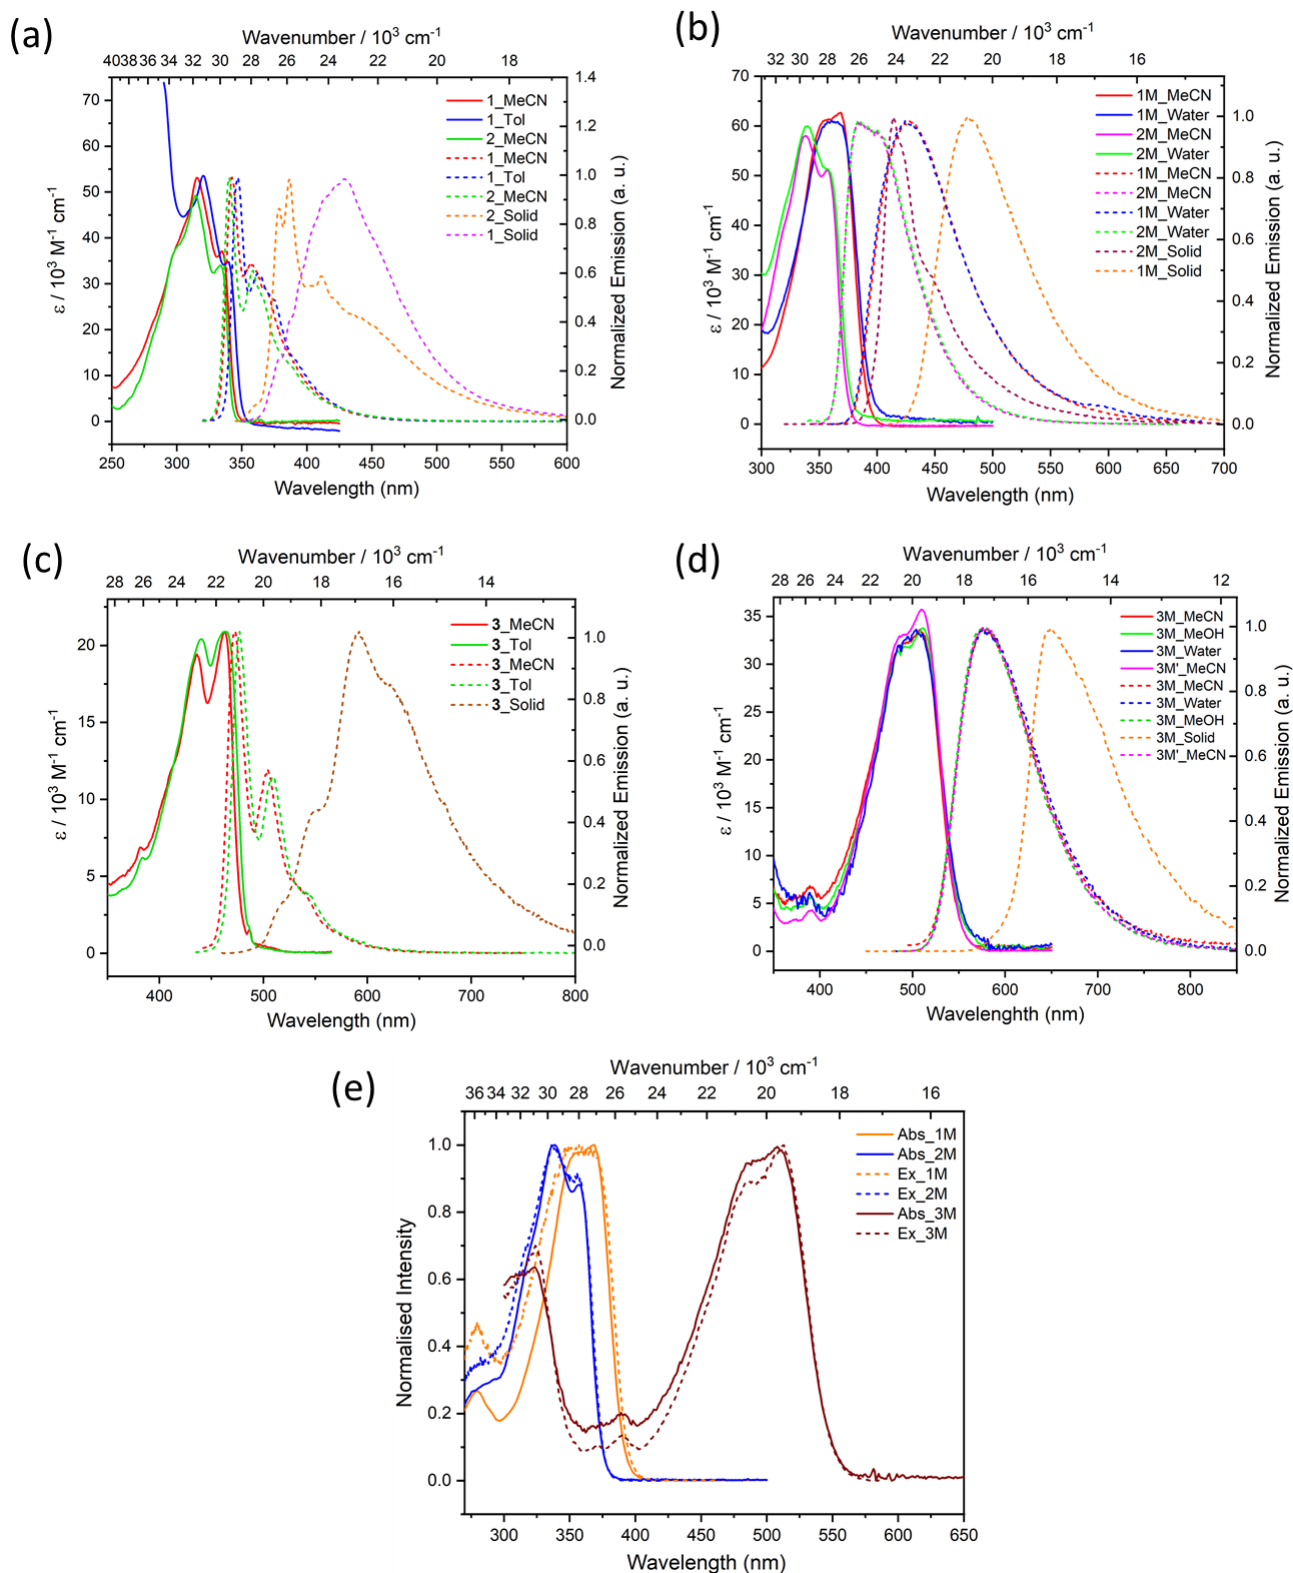 (a)
Wavenumber / 10³ cm⁻¹
40 38 36 34 32 30 28 26 24 22 20 18
ε / 10³ M⁻¹ cm⁻¹
70
60
50
40
30
20
10
0
1_MeCN
1_Tol
2_MeCN
1_MeCN
1_Tol
2_MeCN
2_Solid
1_Solid
1.4
1.2
1.0
0.8
0.6
0.4
0.2
0.0
Normalized Emission (a. u.)
250 300 350 400 450 500 550 600
Wavelength (nm)
(b)
Wavenumber / 10³ cm⁻¹
32 30 28 26 24 22 20 18 16
ε / 10³ M⁻¹ cm⁻¹
70
60
50
40
30
20
10
0
1M_MeCN
1M_Water
2M_MeCN
2M_Water
1M_MeCN
2M_MeCN
1M_Water
2M_Water
2M_Solid
1M_Solid
1.0
0.8
0.6
0.4
0.2
0.0
Normalized Emission (a. u.)
300 350 400 450 500 550 600 650 700
Wavelength (nm)
(c)
Wavenumber / 10³ cm⁻¹
28 26 24 22 20 18 16 14
ε / 10³ M⁻¹ cm⁻¹
20
15
10
5
0
3_MeCN
3_Tol
3_MeCN
3_Tol
3_Solid
1.0
0.8
0.6
0.4
0.2
0.0
Normalized Emission (a. u.)
400 500 600 700 800
Wavelength (nm)
(d)
Wavenumber / 10³ cm⁻¹
28 26 24 22 20 18 16 14 12
ε / 10³ M⁻¹ cm⁻¹
35
30
25
20
15
10
5
0
3M_MeCN
3M_MeOH
3M_Water
3M'_MeCN
3M_MeCN
3M_Water
3M_MeOH
3M_Solid
3M'_MeCN
1.0
0.8
0.6
0.4
0.2
0.0
Normalized Emission (a. u.)
400 500 600 700 800
Wavelenghth (nm)
(e)
Wavenumber / 10³ cm⁻¹
36 34 32 30 28 26 24 22 20 18 16
Normalised Intensity
1.0
0.8
0.6
0.4
0.2
0.0
Abs_1M
Abs_2M
Ex_1M
Ex_2M
Abs_3M
Ex_3M
300 350 400 450 500 550 600 650
Wavelength (nm)